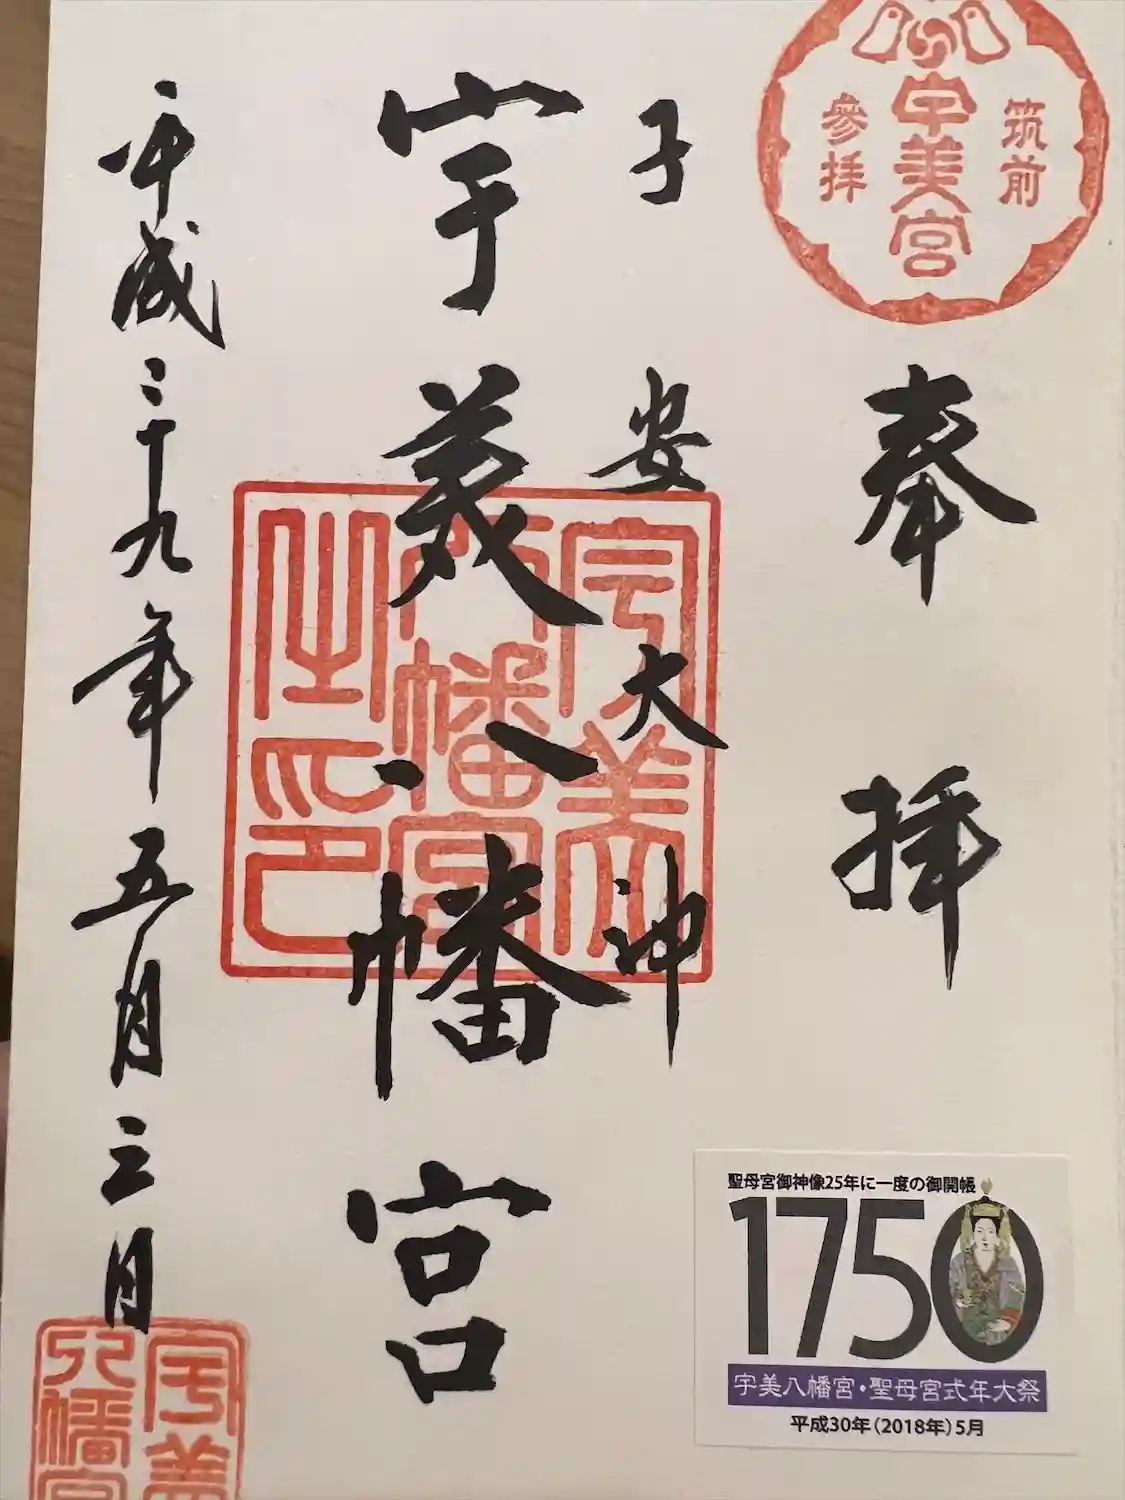 筑前
宇美宮
參拝
奉拝
子安大神
宇美八幡宮
宇美
八幡宮
之印
平成二十九年五月三日
宇美
八幡宮
聖母宮御神像25年に一度の御開帳
1750
宇美八幡宮・聖母宮式年大祭
平成30年(2018年)5月